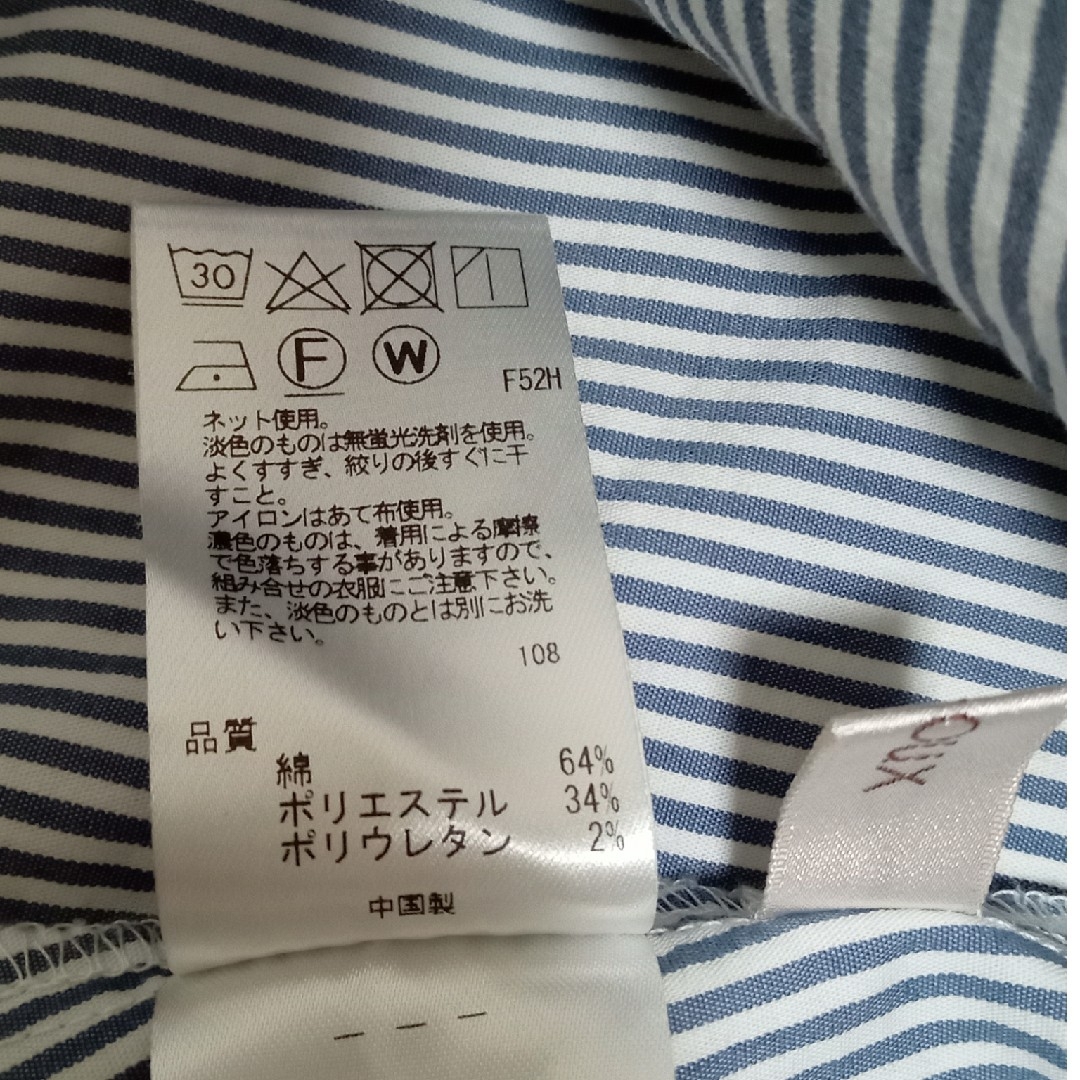 30
F W
F52H
ネット使用。
淡色のものは無蛍光洗剤を使用。
よくすすぎ、絞りの後すぐに干
すこと。
アイロンはあて布使用。
濃色のものは、着用による摩擦
で色落ちする事がありますので、
組み合せの衣服にご注意下さい。
また、淡色のものとは別にお洗
い下さい。
108
品質
綿 64%
ポリエステル 34%
ポリウレタン 2%
中国製